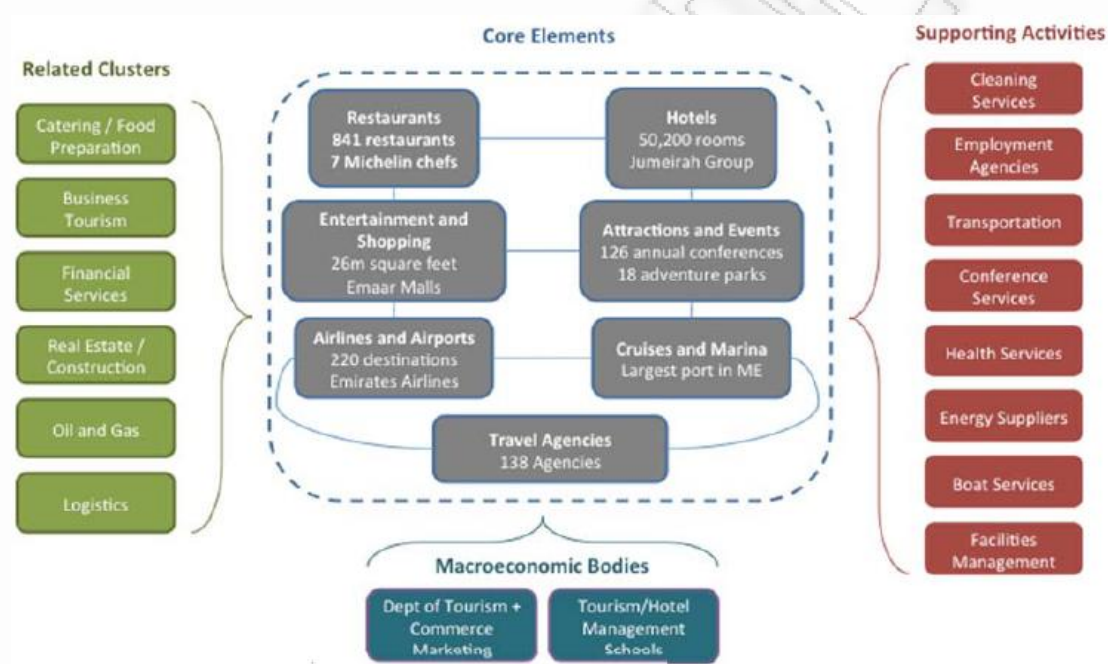 Core Elements
Supporting Activities
Related Clusters
Catering / Food
Preparation
Business
Tourism
Financial
Services
Real Estate /
Construction
Oil and Gas
Logistics
Restaurants
841 restaurants
7 Michelin chefs
Hotels
50,200 rooms
Jumeirah Group
Entertainment and
Shopping
26m square feet
Emaar Malls
Attractions and Events
126 annual conferences
18 adventure parks
Airlines and Airports
220 destinations
Emirates Airlines
Cruises and Marina
Largest port in ME
Travel Agencies
138 Agencies
Cleaning
Services
Employment
Agencies
Transportation
Conference
Services
Health Services
Energy Suppliers
Boat Services
Facilities
Management
Macroeconomic Bodies
Dept of Tourism +
Commerce
Marketing
Tourism/Hotel
Management
Schools